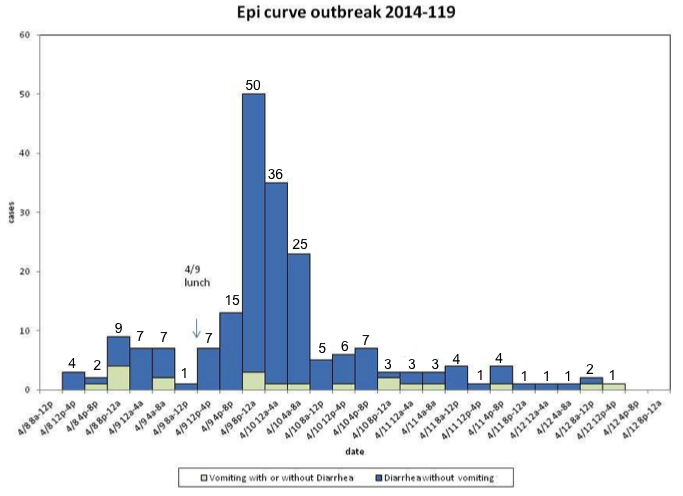 Epi curve outbreak 2014-119
60
50
40
30
20
10
0
cases
4/9
lunch
4
2
9
7
7
1
7
15
50
36
25
5
6
7
3
3
3
4
1
4
1
1
1
2
1
4/8 8a-12p
4/8 12p-4p
4/8 4p-8p
4/8 8p-12a
4/9 12a-4a
4/9 4a-8a
4/9 8a-12p
4/9 12p-4p
4/9 4p-8p
4/9 8p-12a
4/10 12a-4a
4/10 4a-8a
4/10 8a-12p
4/10 12p-4p
4/10 4p-8p
4/10 8p-12a
4/11 12a-4a
4/11 4a-8a
4/11 8a-12p
4/11 12p-4p
4/11 4p-8p
4/11 8p-12a
4/12 12a-4a
4/12 4a-8a
4/12 8a-12p
4/12 12p-4p
4/12 4p-8p
4/12 8p-12a
date
Vomiting with or without Diarrhea
Diarrhea without vomiting